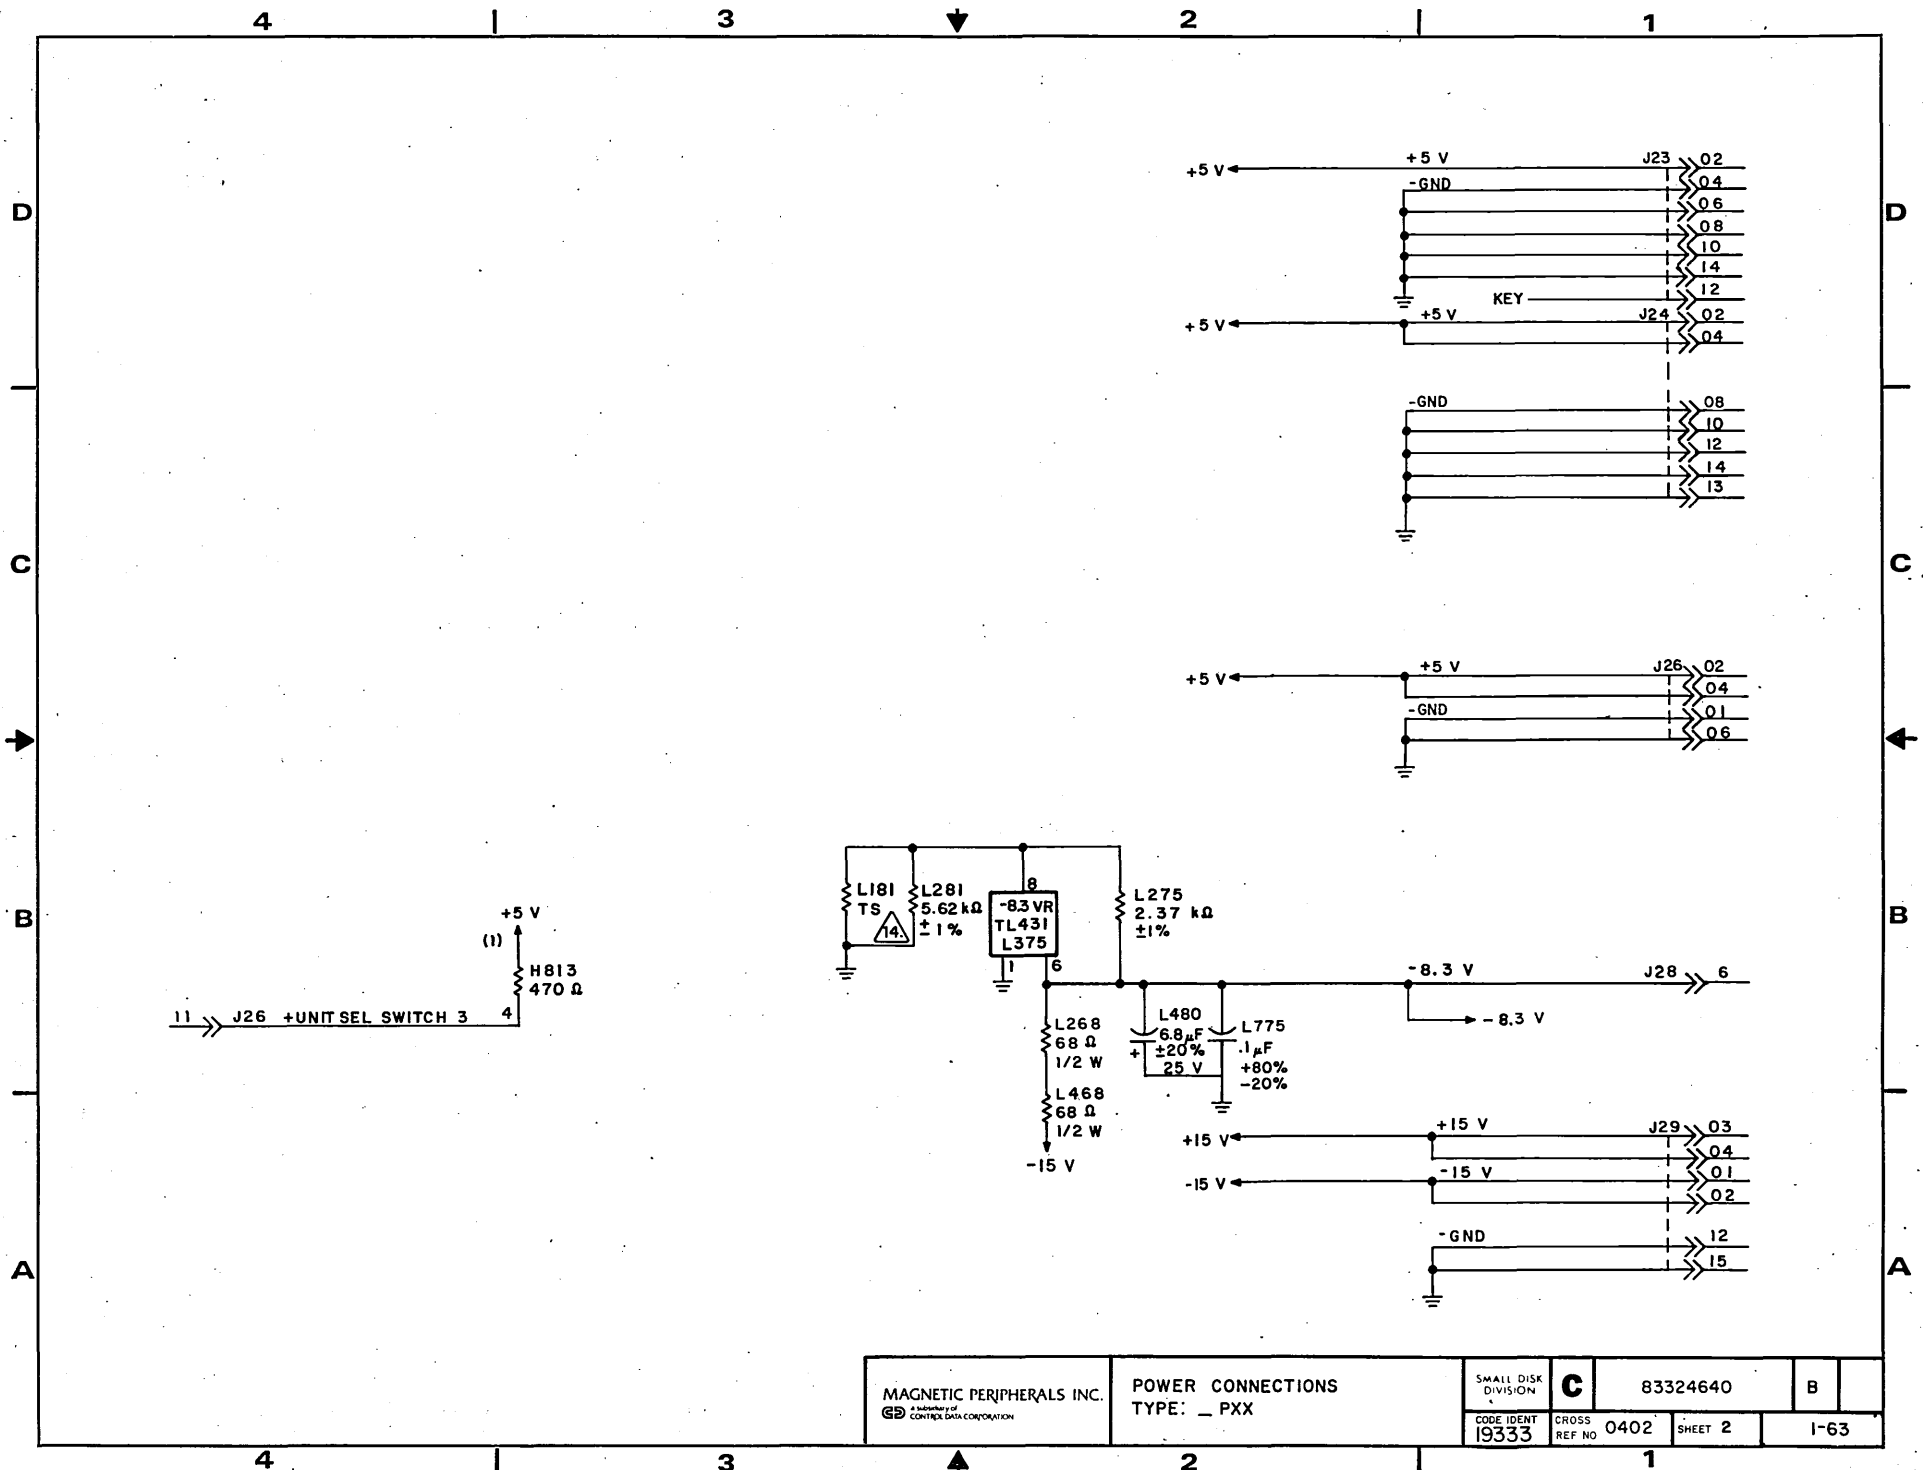 4 3 2 1
+5 V +5 V J23 02
-GND 04
D 06 D
08
10
14
KEY 12
+5 V +5 V J24 02
04
-GND 08
10
12
14
13
C C
+5 V +5 V J26 02
04
-GND 01
06
B B
L181
TS
14.
L281
5.62 kΩ
±1%
8
-8.3 VR
TL431
L375
1 6
L275
2.37 kΩ
±1%
+5 V
(1)
H813
470 Ω
11 J26 +UNIT SEL SWITCH 3 4
-8.3 V J28 6
-8.3 V
L268
68 Ω
1/2 W
L468
68 Ω
1/2 W
-15 V
L480
6.8 µF
±20%
25 V
+
L775
.1 µF
+80%
-20%
+15 V +15 V J29 03
04
-15 V -15 V 01
02
-GND 12
15
A A
MAGNETIC PERIPHERALS INC.
a subsidiary of
CONTROL DATA CORPORATION
POWER CONNECTIONS
TYPE: _ PXX
SMALL DISK
DIVISION
C
83324640
B
CODE IDENT
19333
CROSS
REF NO
0402
SHEET 2
1-63
4 3 2 1